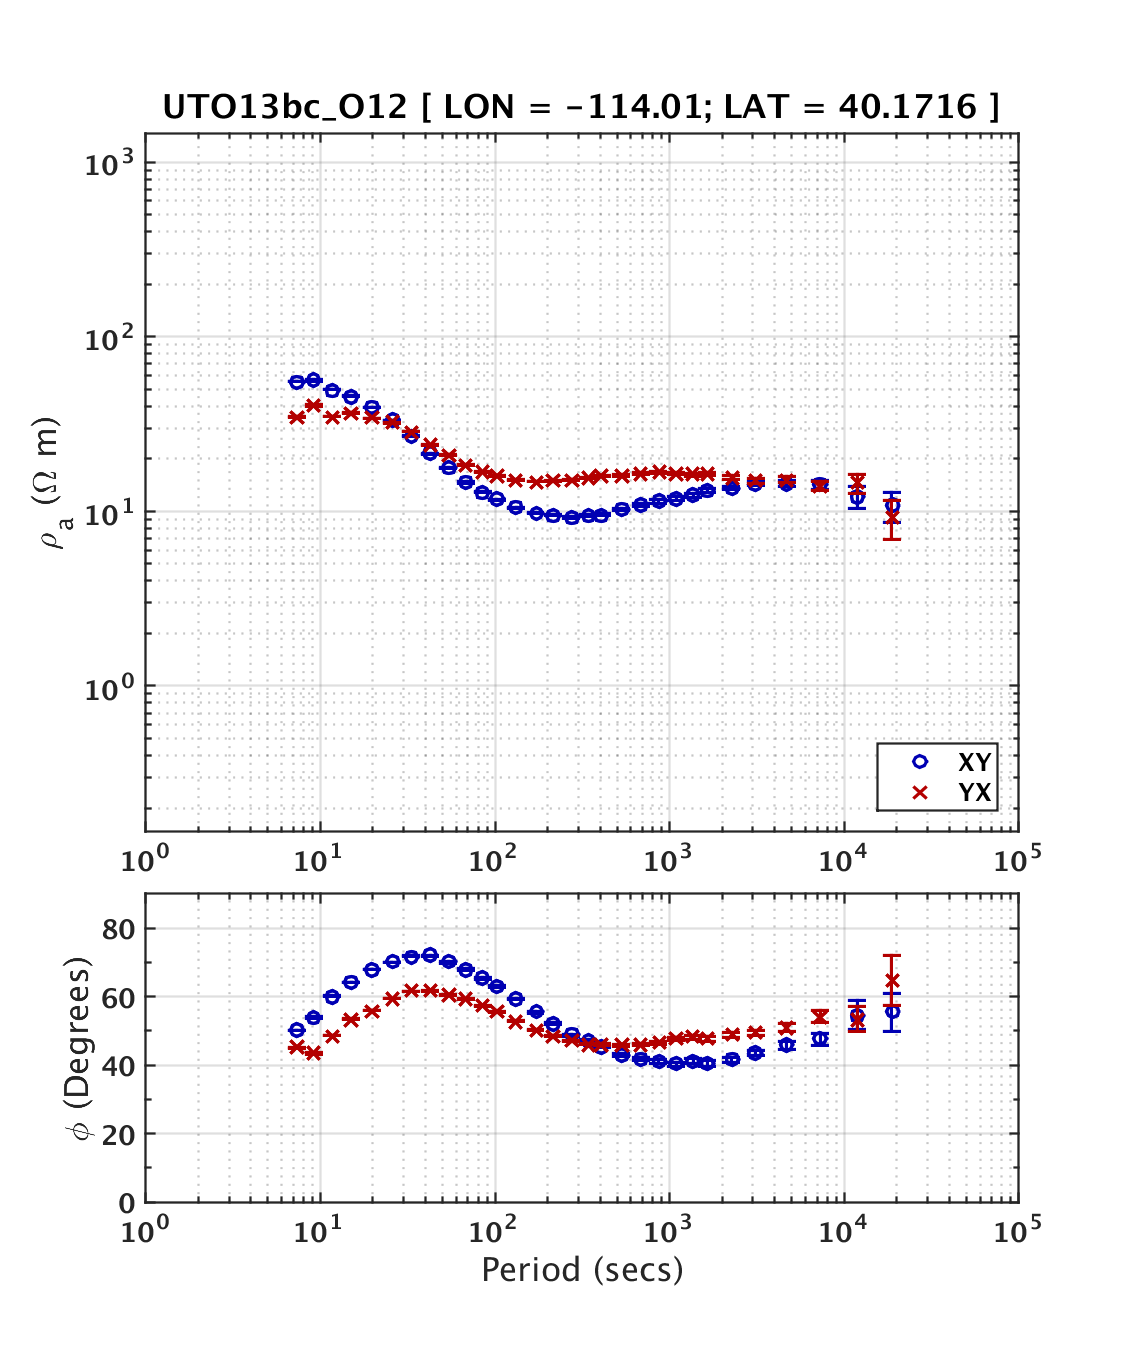 UTO13bc_O12 [ LON = -114.01; LAT = 40.1716 ]
10³
10²
10¹
10⁰
ρₐ (Ω m)
XY
YX
10⁰ 10¹ 10² 10³ 10⁴ 10⁵
80
60
40
20
0
ϕ (Degrees)
10⁰ 10¹ 10² 10³ 10⁴ 10⁵
Period (secs)